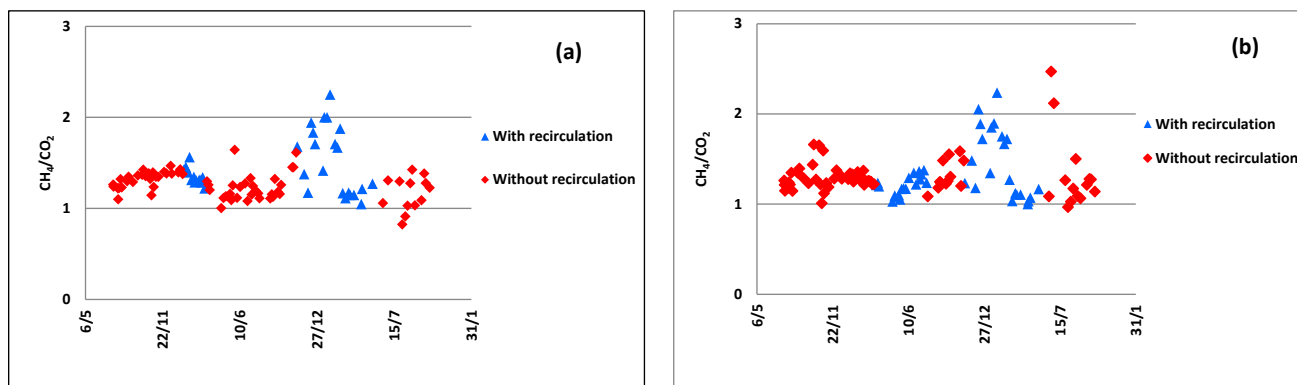 (a)
3
2
1
0
CH4/CO2
6/5
22/11
10/6
27/12
15/7
31/1
With recirculation
Without recirculation
(b)
3
2
1
0
CH4/CO2
6/5
22/11
10/6
27/12
15/7
31/1
With recirculation
Without recirculation